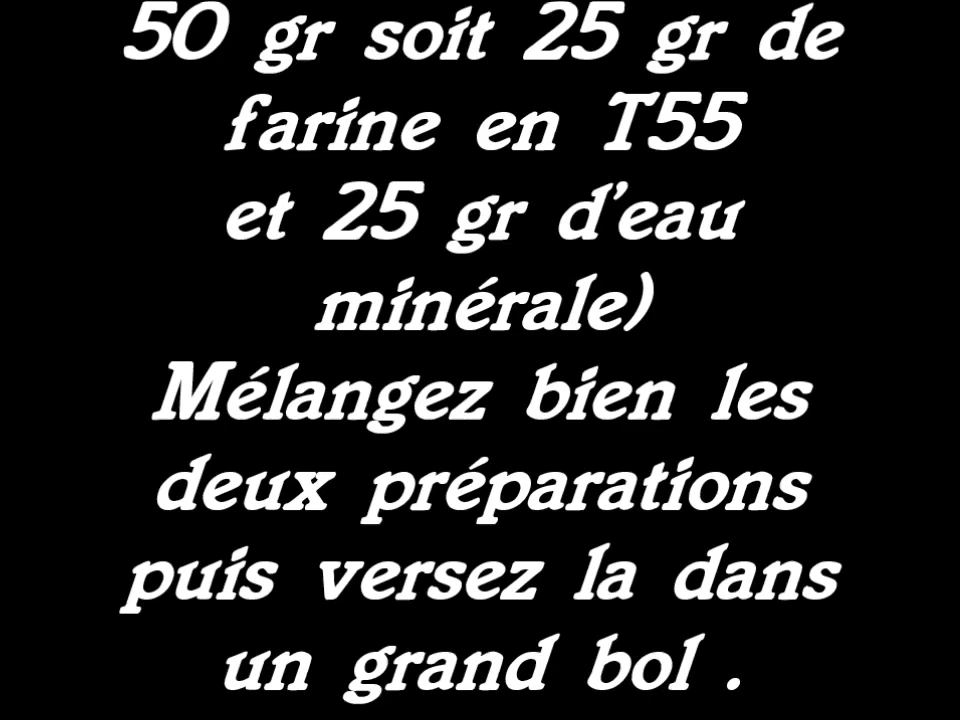 50 gr soit 25 gr de
farine en T55
et 25 gr d'eau
minérale)
Mélangez bien les
deux préparations
puis versez la dans
un grand bol .